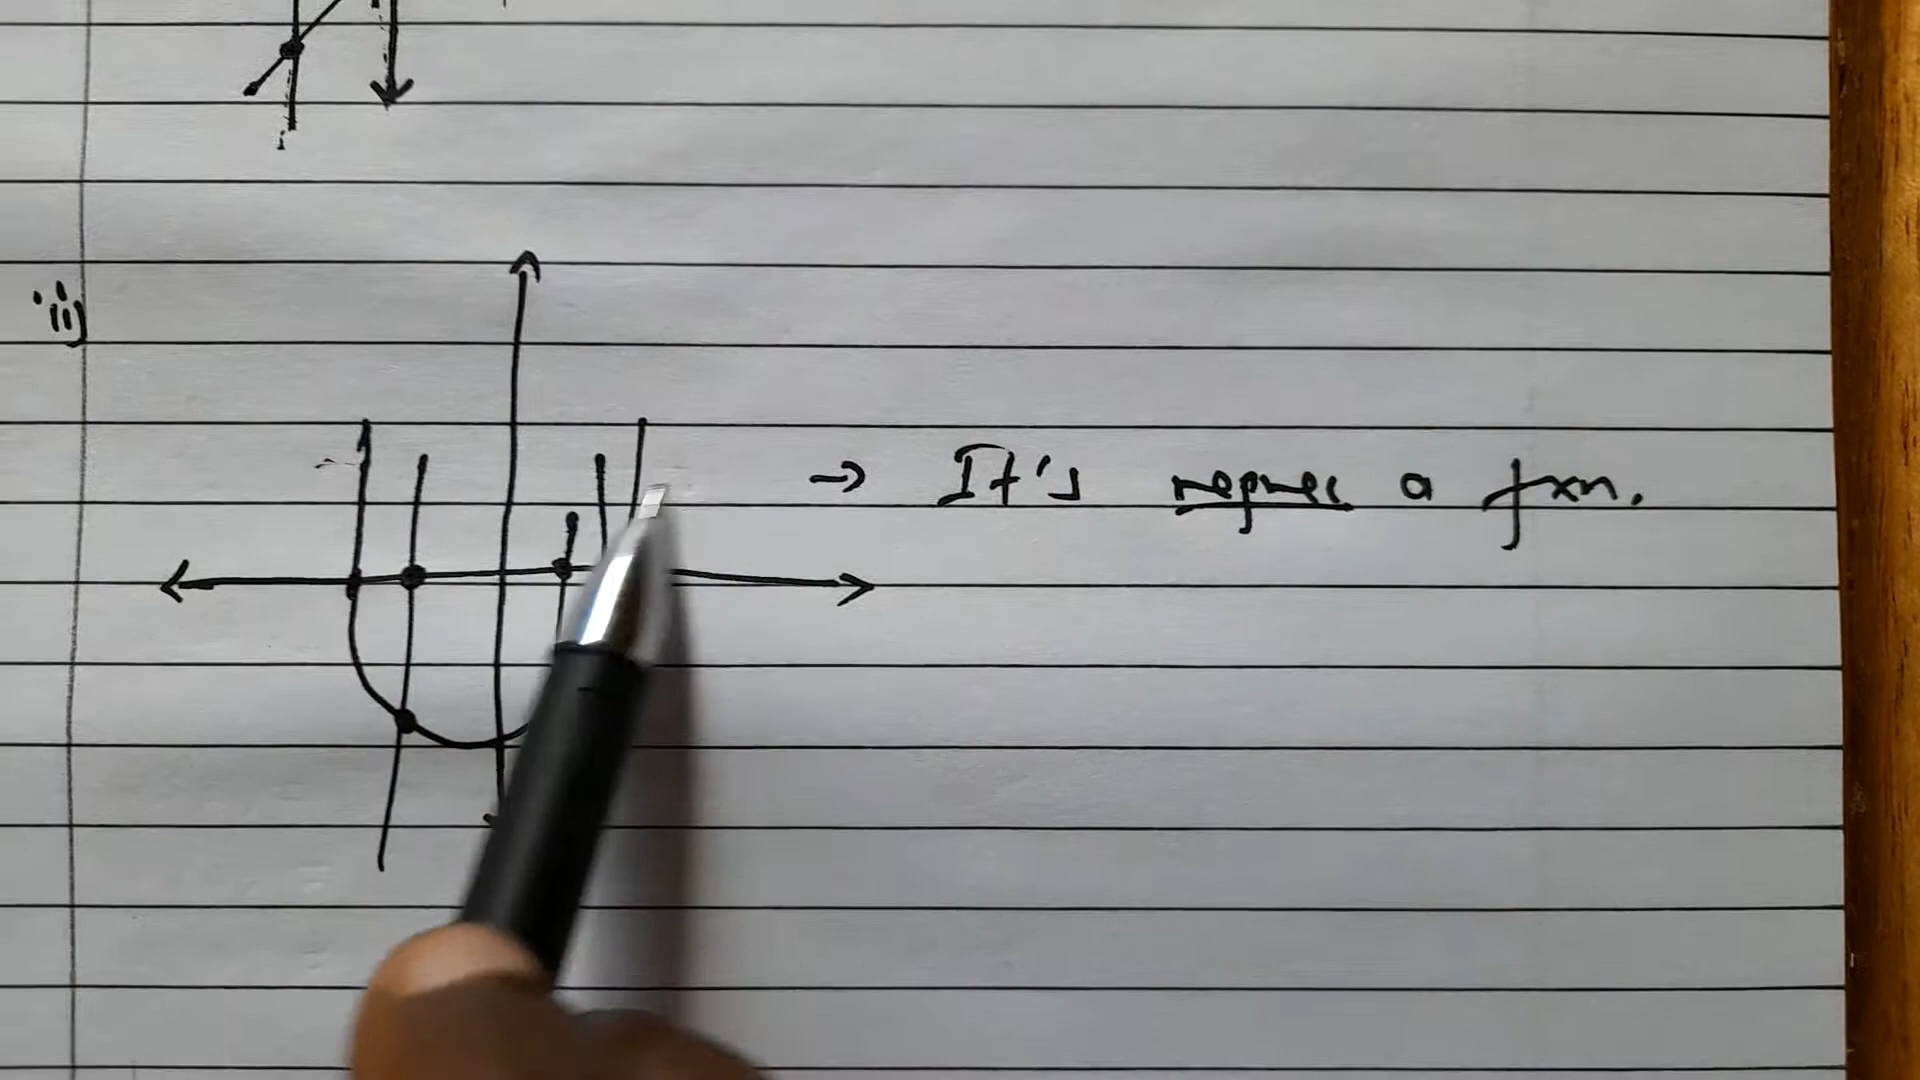 ii)
→ It's repres a fxn.